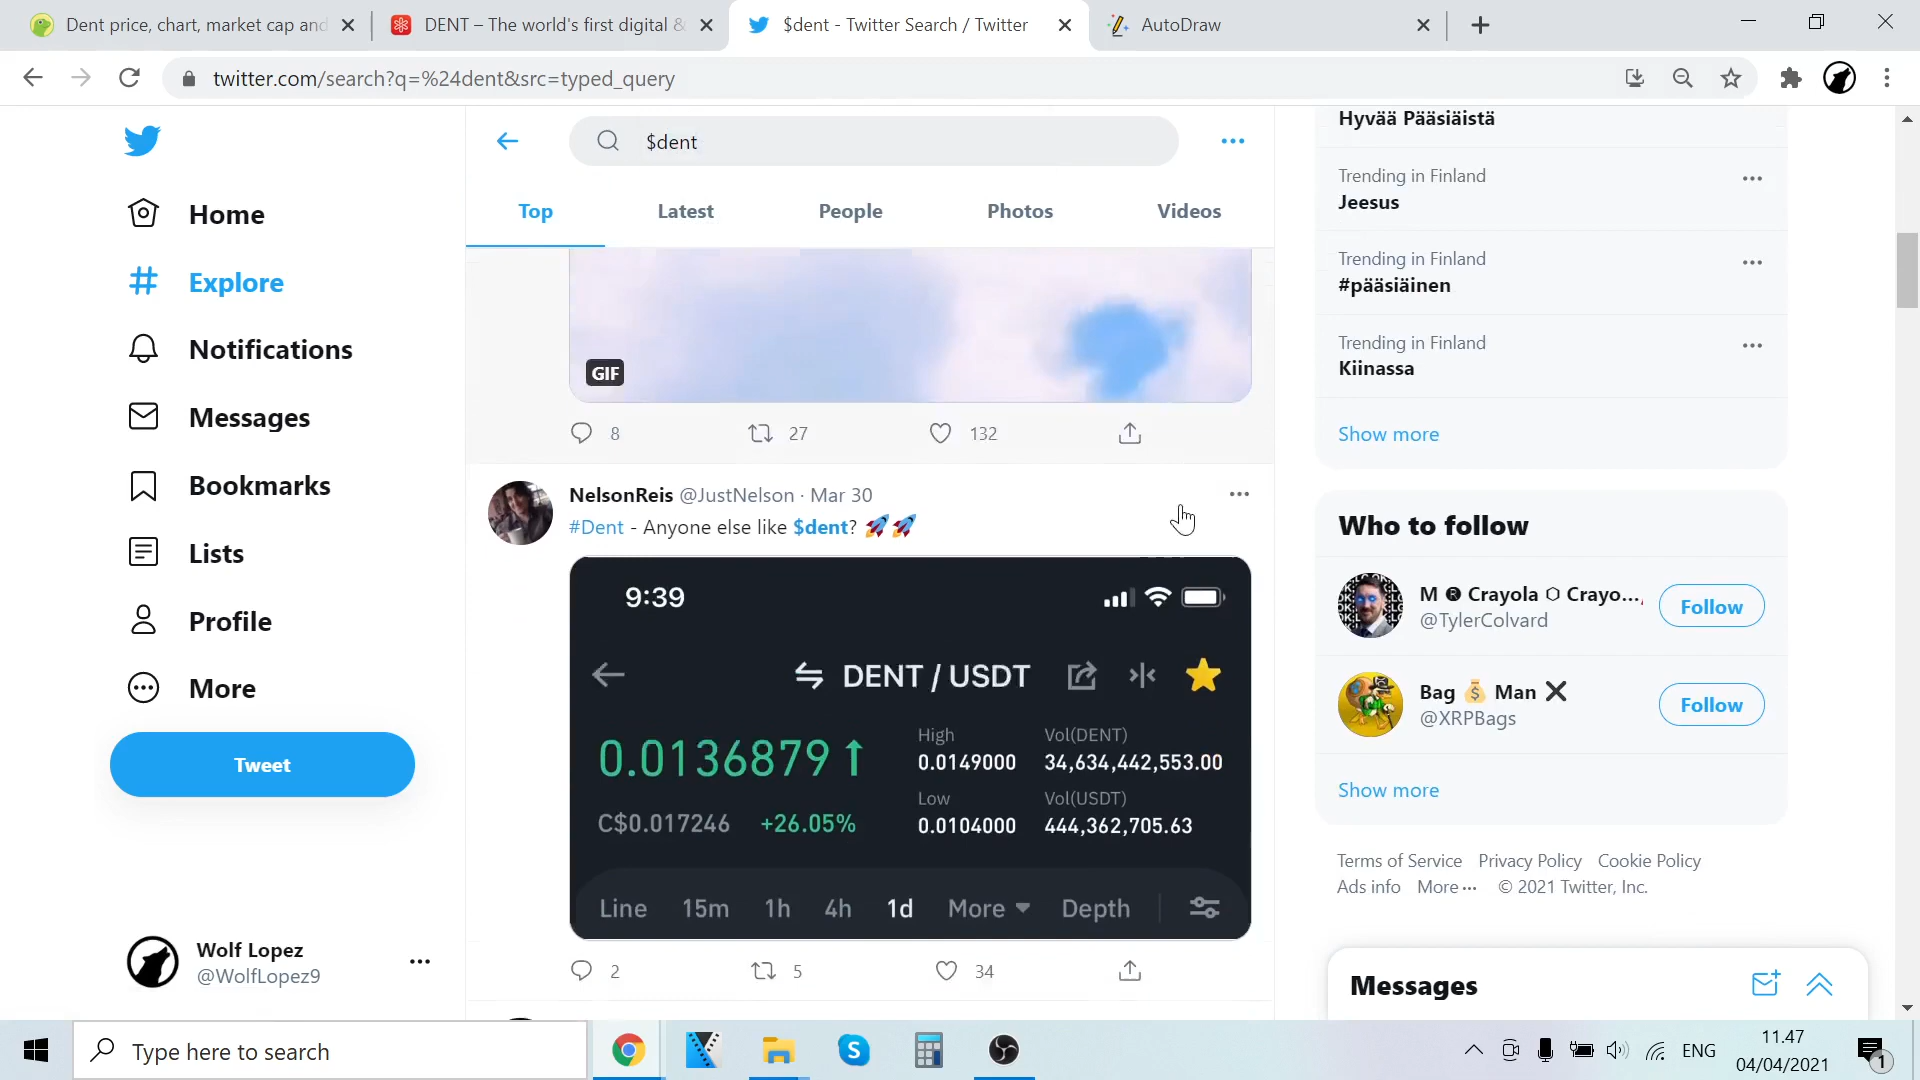 Dent price, chart, market cap and
DENT – The world's first digital &
$dent - Twitter Search / Twitter
AutoDraw
twitter.com/search?q=%24dent&src=typed_query
Home
Explore
Notifications
Messages
Bookmarks
Lists
Profile
More
Tweet
Wolf Lopez
@WolfLopez9
$dent
Top
Latest
People
Photos
Videos
GIF
8
27
132
NelsonReis @JustNelson · Mar 30
#Dent - Anyone else like $dent? 🚀🚀
9:39
DENT / USDT
0.0136879
C$0.017246 +26.05%
High
0.0149000
Low
0.0104000
Vol(DENT)
34,634,442,553.00
Vol(USDT)
444,362,705.63
Line 15m 1h 4h 1d More Depth
2
5
34
Hyvää Pääsiäistä
Trending in Finland
Jeesus
Trending in Finland
#pääsiäinen
Trending in Finland
Kiinassa
Show more
Who to follow
M ® Crayola ⬡ Crayo...
@TylerColvard
Follow
Bag 💰 Man ❌
@XRPBags
Follow
Show more
Terms of Service Privacy Policy Cookie Policy
Ads info More ··· © 2021 Twitter, Inc.
Messages
Type here to search
ENG
11.47
04/04/2021
1